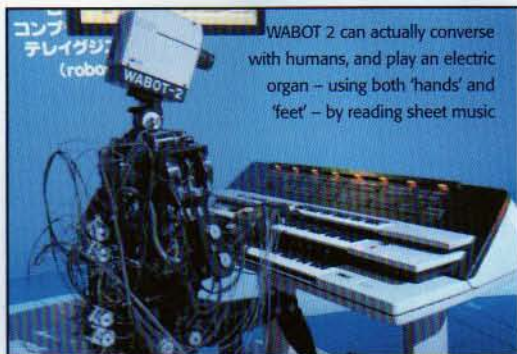 コンプ
テレイグジ
(robo
WABOT-2
WABOT 2 can actually converse
with humans, and play an electric
organ – using both 'hands' and
'feet' – by reading sheet music